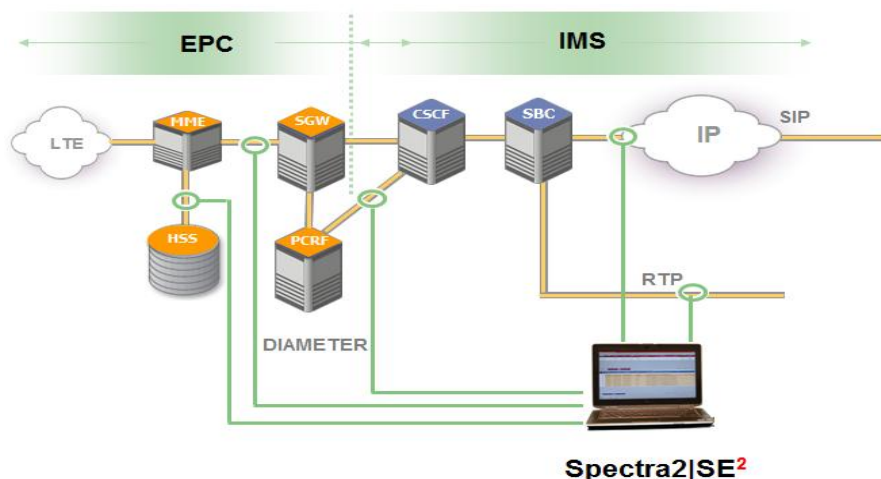 EPC
IMS
MME
SGW
CSCF
SBC
SIP
LTE
IP
HSS
PCRF
RTP
DIAMETER
Spectra2|SE²